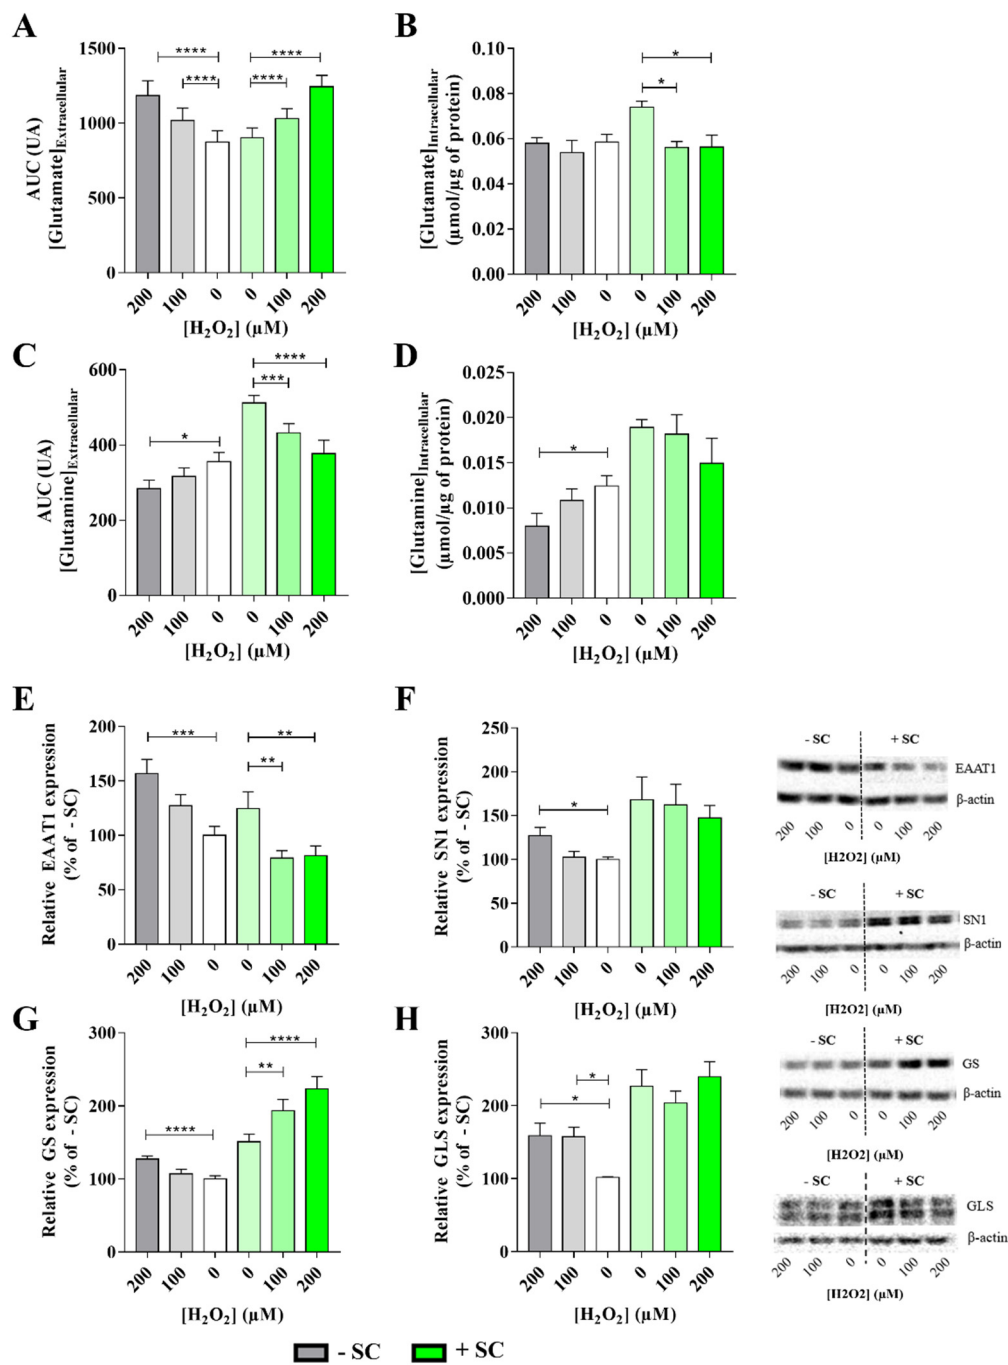 A
AUC (UA)
[Glutamate]Extracellular
1500
1000
500
0
****
****
****
****
200 100 0 0 100 200
[H₂O₂] (µM)
B
[Glutamate]Intracellular
(µmol/µg of protein)
0.10
0.08
0.06
0.04
0.02
0.00
*
*
200 100 0 0 100 200
[H₂O₂] (µM)
C
AUC (UA)
[Glutamine]Extracellular
600
400
200
0
*
****
***
200 100 0 0 100 200
[H₂O₂] (µM)
D
[Glutamine]Intracellular
(µmol/µg of protein)
0.025
0.020
0.015
0.010
0.005
0.000
*
200 100 0 0 100 200
[H₂O₂] (µM)
E
Relative EAAT1 expression
(% of - SC)
200
150
100
50
0
***
**
**
200 100 0 0 100 200
[H₂O₂] (µM)
F
Relative SN1 expression
(% of - SC)
250
200
150
100
50
0
*
200 100 0 0 100 200
[H₂O₂] (µM)
- SC + SC
EAAT1
β-actin
200 100 0 0 100 200
[H2O2] (µM)
- SC + SC
SN1
β-actin
200 100 0 0 100 200
[H2O2] (µM)
G
Relative GS expression
(% of - SC)
300
200
100
0
****
****
**
200 100 0 0 100 200
[H₂O₂] (µM)
H
Relative GLS expression
(% of - SC)
300
200
100
0
*
*
200 100 0 0 100 200
[H₂O₂] (µM)
- SC + SC
GS
β-actin
200 100 0 0 100 200
[H2O2] (µM)
- SC + SC
GLS
β-actin
200 100 0 0 100 200
[H2O2] (µM)
- SC + SC